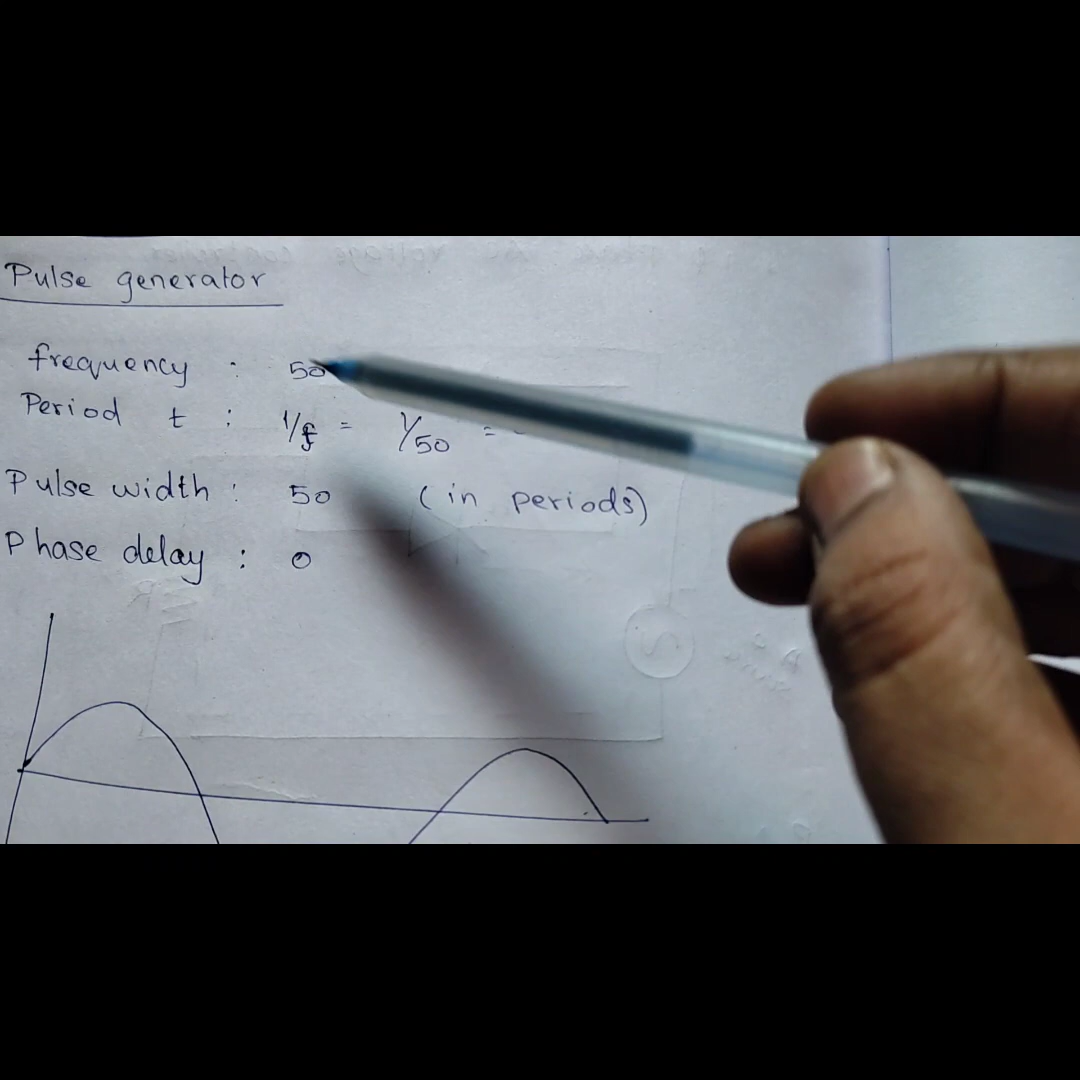 Pulse generator
frequency : 50
Period t : 1/f = 1/50 =
Pulse width : 50 (in periods)
Phase delay : 0